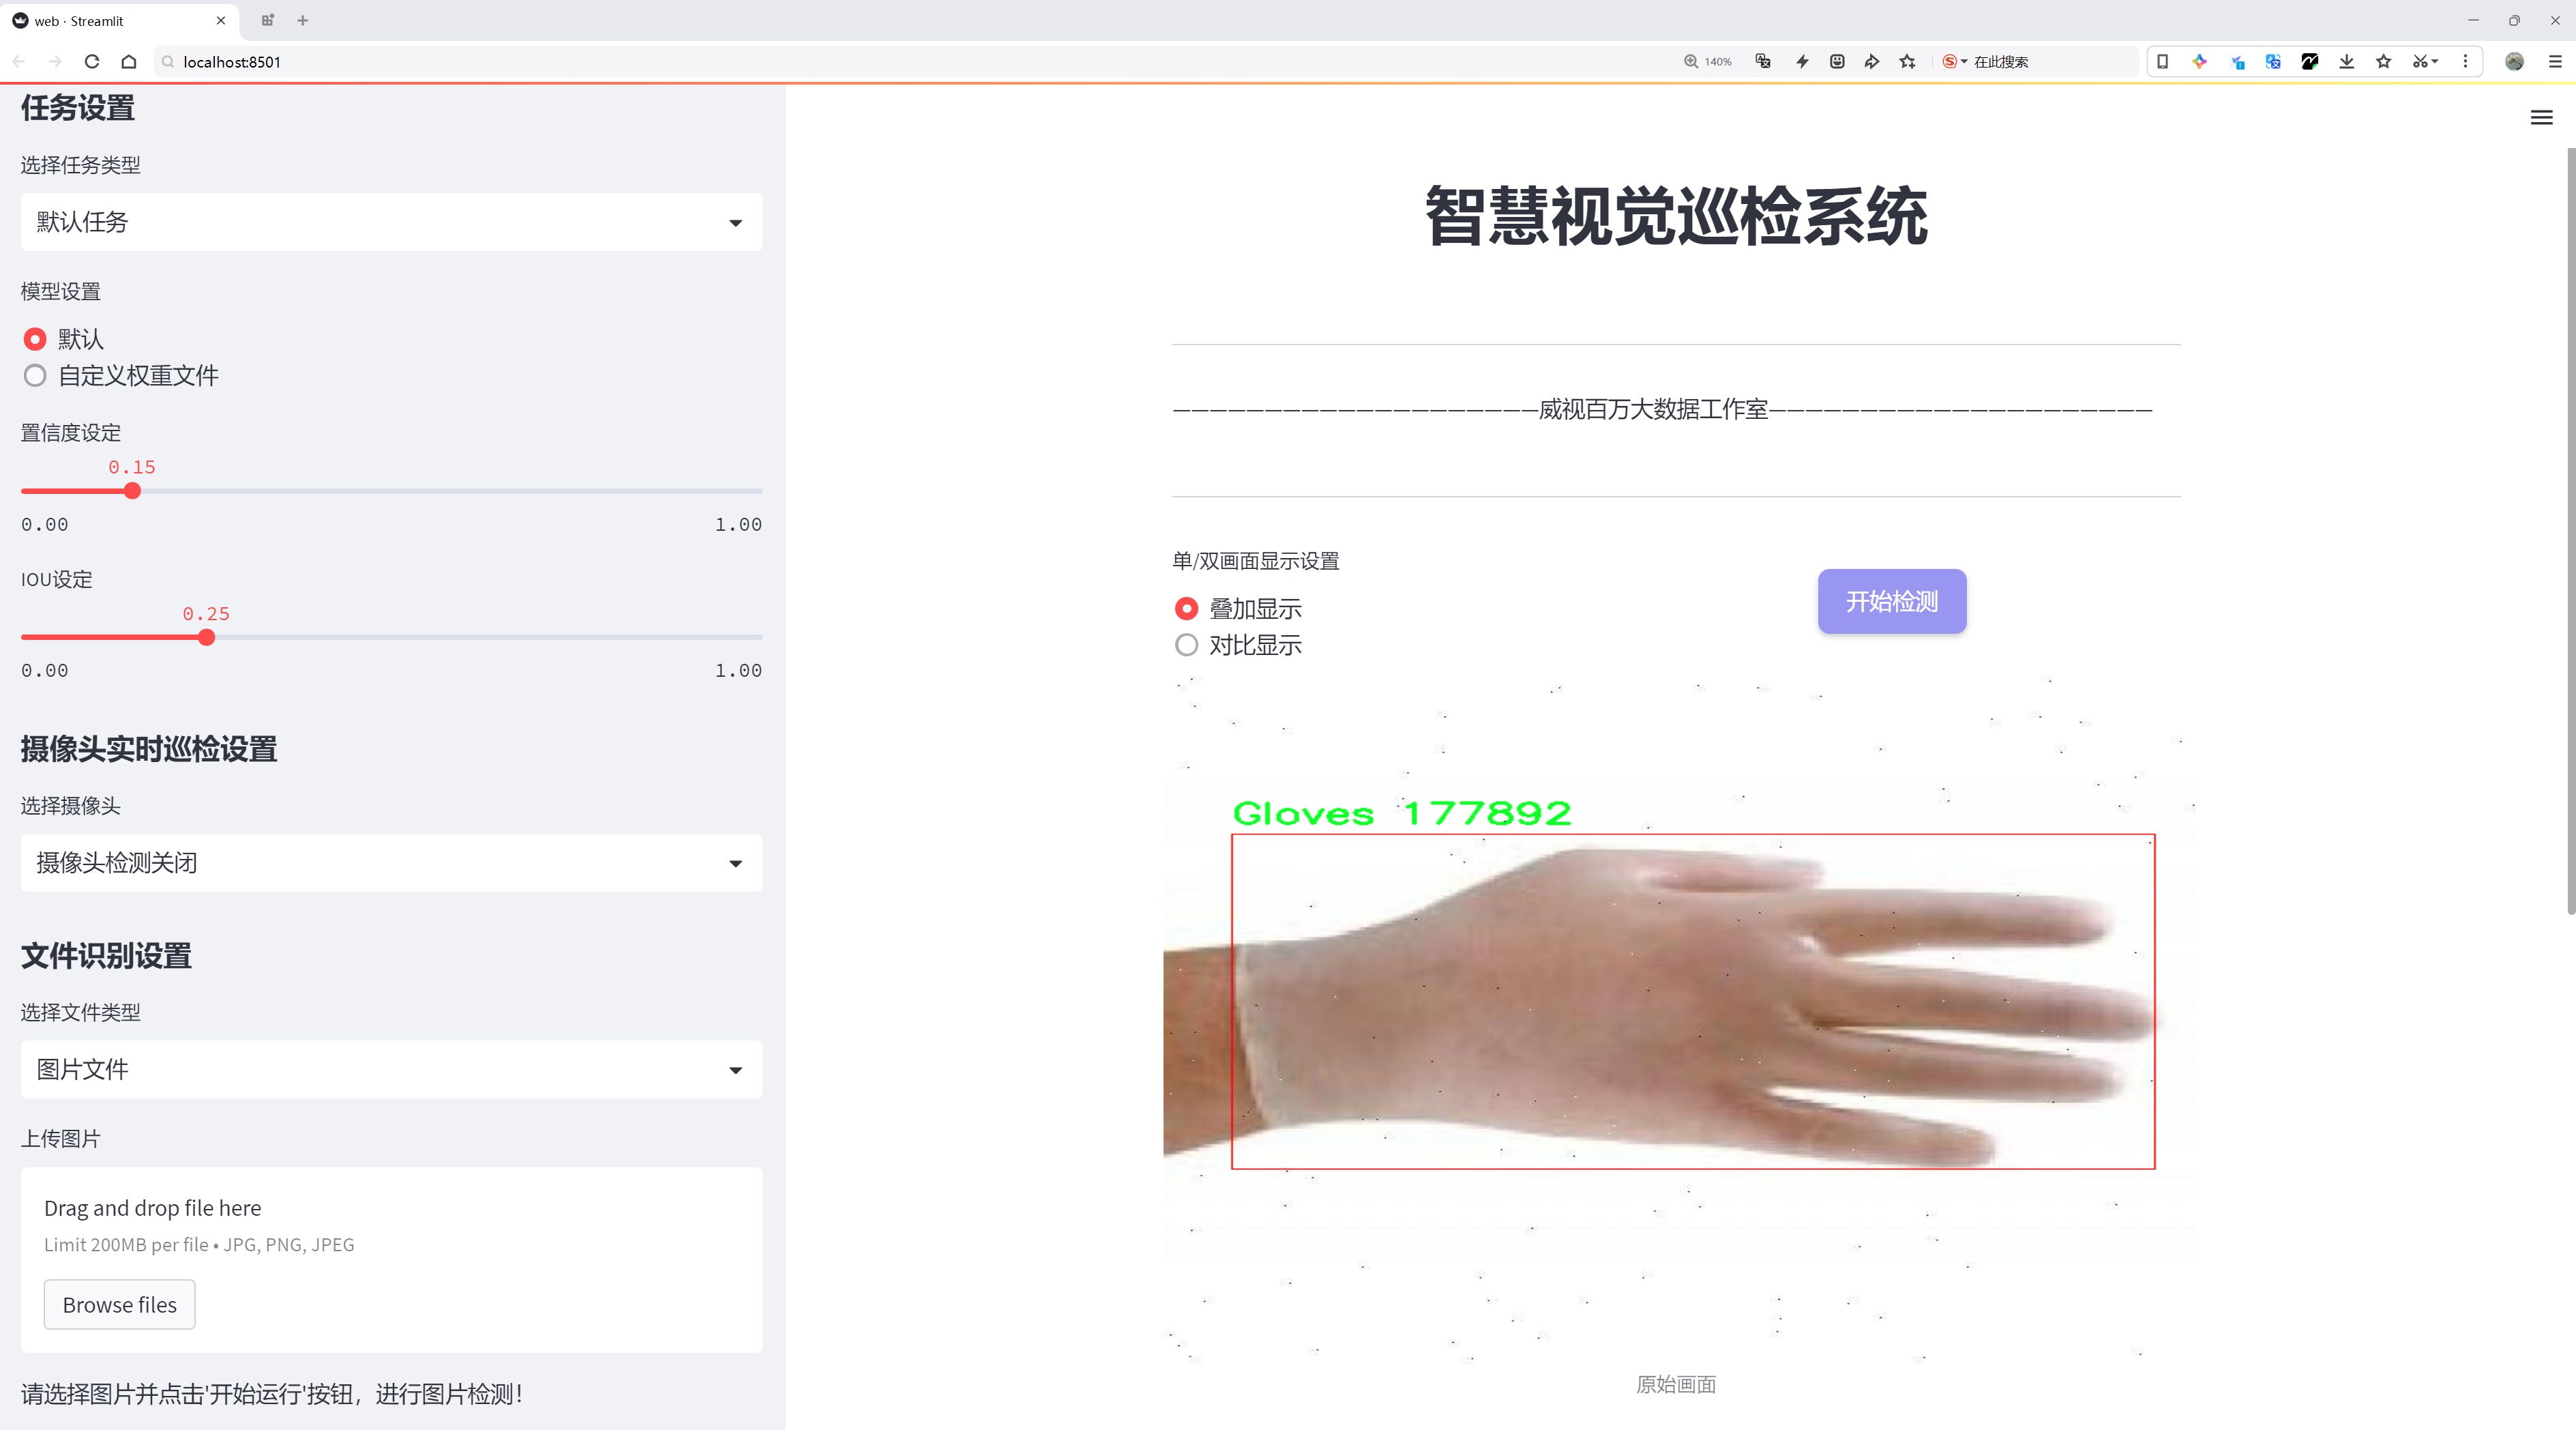 web · Streamlit
localhost:8501
140%
在此搜索
任务设置
选择任务类型
默认任务
模型设置
默认
自定义权重文件
置信度设定
0.15
0.00
1.00
IOU设定
0.25
0.00
1.00
摄像头实时巡检设置
选择摄像头
摄像头检测关闭
文件识别设置
选择文件类型
图片文件
上传图片
Drag and drop file here
Limit 200MB per file • JPG, PNG, JPEG
Browse files
请选择图片并点击'开始运行'按钮，进行图片检测！
智慧视觉巡检系统
————————————————————威视百万大数据工作室—————————————————————
单/双画面显示设置
叠加显示
对比显示
开始检测
Gloves 177892
原始画面